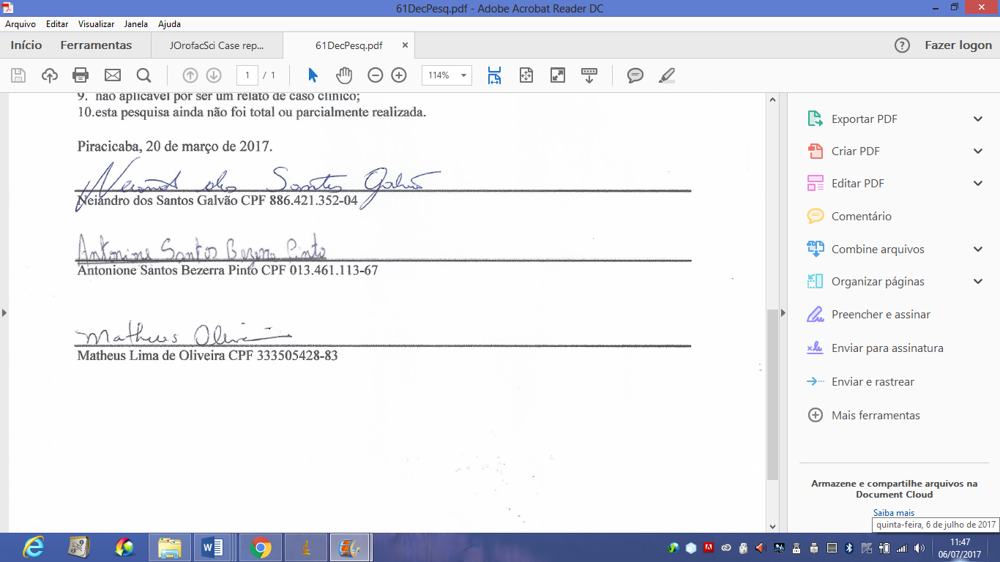 61DecPesq.pdf - Adobe Acrobat Reader DC
Arquivo Editar Visualizar Janela Ajuda
Início Ferramentas JOrofacSci Case rep... 61DecPesq.pdf × Fazer logon
1 / 1 114%
9. não aplicável por ser um relato de caso clínico;
10.esta pesquisa ainda não foi total ou parcialmente realizada.
Piracicaba, 20 de março de 2017.
dos Santos Galvão
Neiandro dos Santos Galvão CPF 886.421.352-04
Antonione Santos Bezerra Pinto
Antonione Santos Bezerra Pinto CPF 013.461.113-67
Matheus Oliveira
Matheus Lima de Oliveira CPF 333505428-83
Exportar PDF
Criar PDF
Editar PDF
Comentário
Combine arquivos
Organizar páginas
Preencher e assinar
Enviar para assinatura
Enviar e rastrear
Mais ferramentas
Armazene e compartilhe arquivos na
Document Cloud
Saiba mais
quinta-feira, 6 de julho de 2017
11:47
06/07/2017